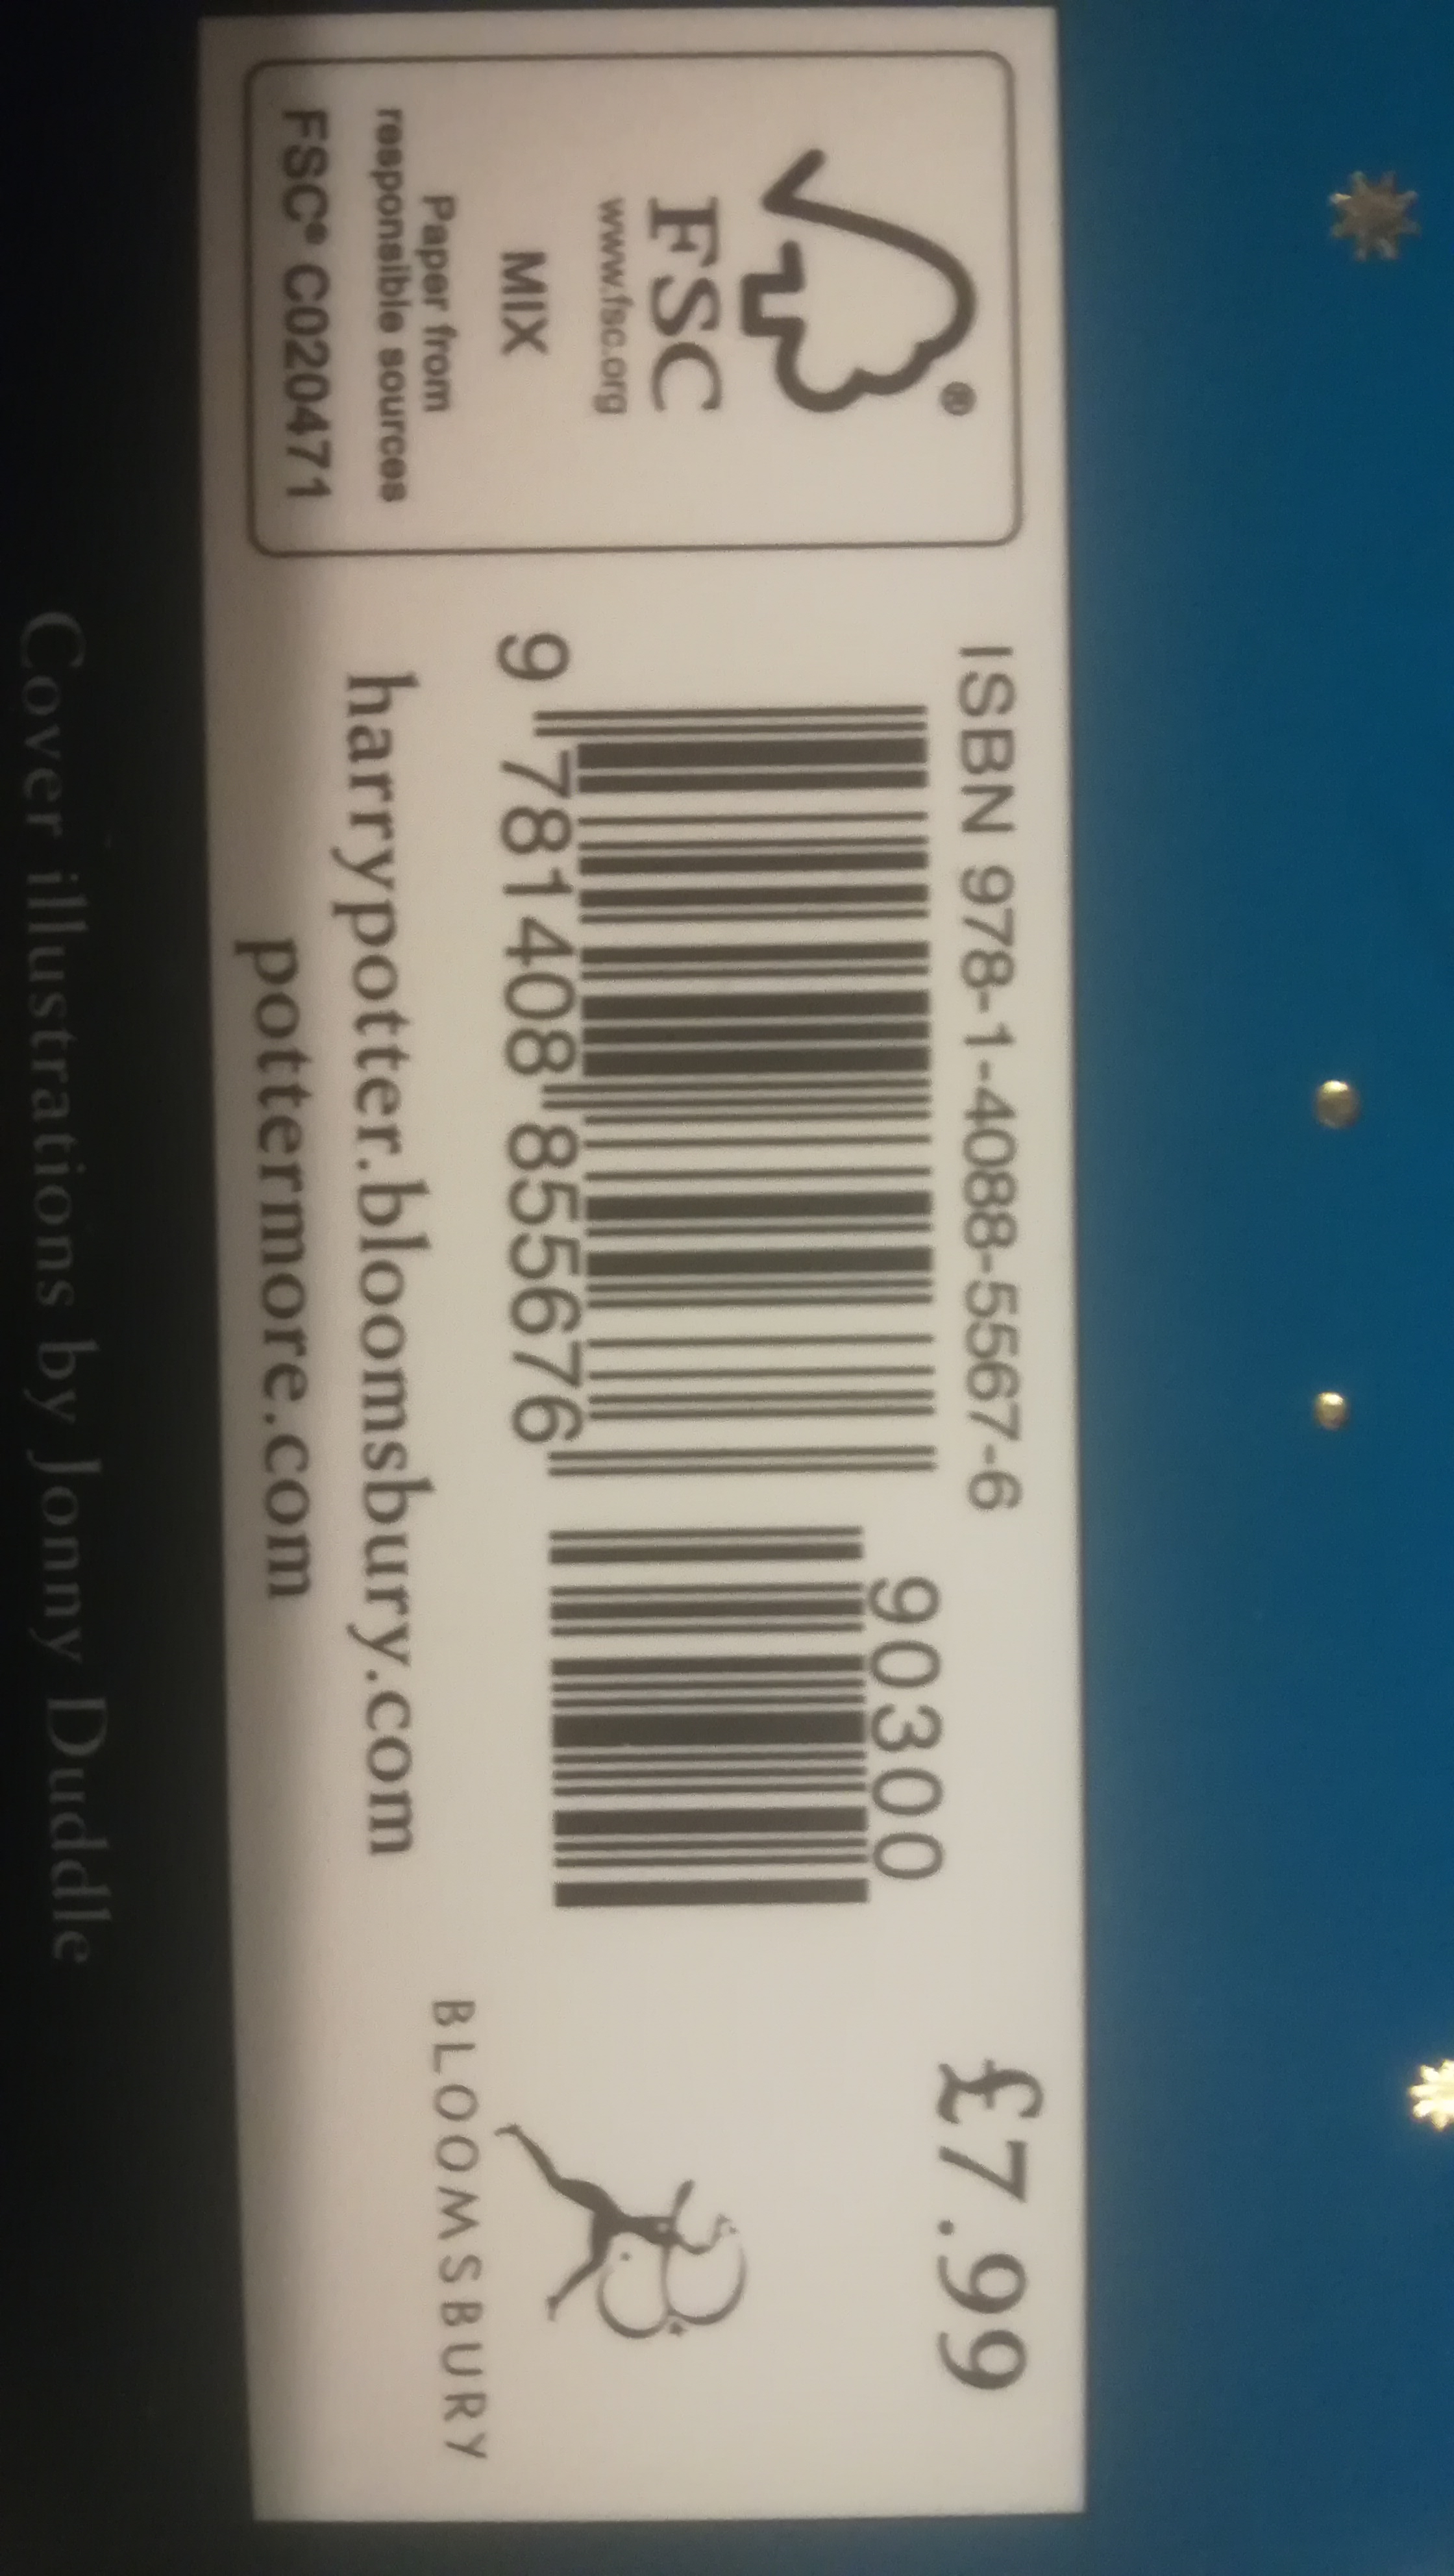 FSC
www.fsc.org
MIX
Paper from
responsible sources
FSC® C020471
ISBN 978-1-4088-5567-6
9 781408 855676
90300
harrypotter.bloomsbury.com
pottermore.com
£7.99
BLOOMSBURY
Cover illustrations by Jonny Duddle